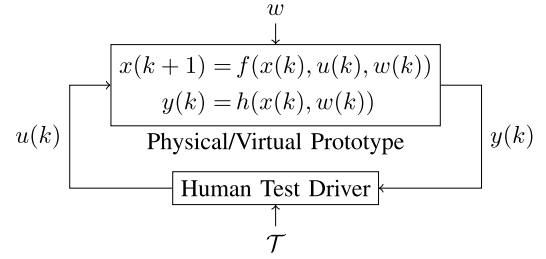 w
x(k + 1) = f(x(k), u(k), w(k))
y(k) = h(x(k), w(k))
Physical/Virtual Prototype
u(k)
y(k)
Human Test Driver
𝒯